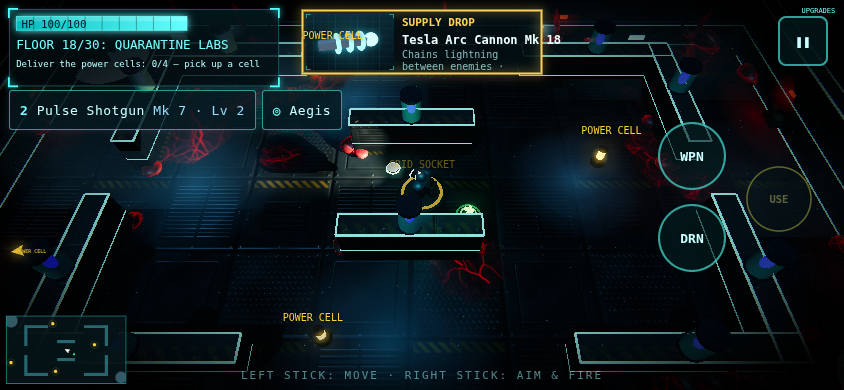 HP 100/100
FLOOR 18/30: QUARANTINE LABS
Deliver the power cells: 0/4 — pick up a cell
2 Pulse Shotgun Mk 7 · Lv 2
◎ Aegis
POWER CELL
SUPPLY DROP
Tesla Arc Cannon Mk 18
Chains lightning
between enemies ·
UPGRADES
POWER CELL
WPN
GRID SOCKET
USE
DRN
POWER CELL
POWER CELL
LEFT STICK: MOVE · RIGHT STICK: AIM & FIRE